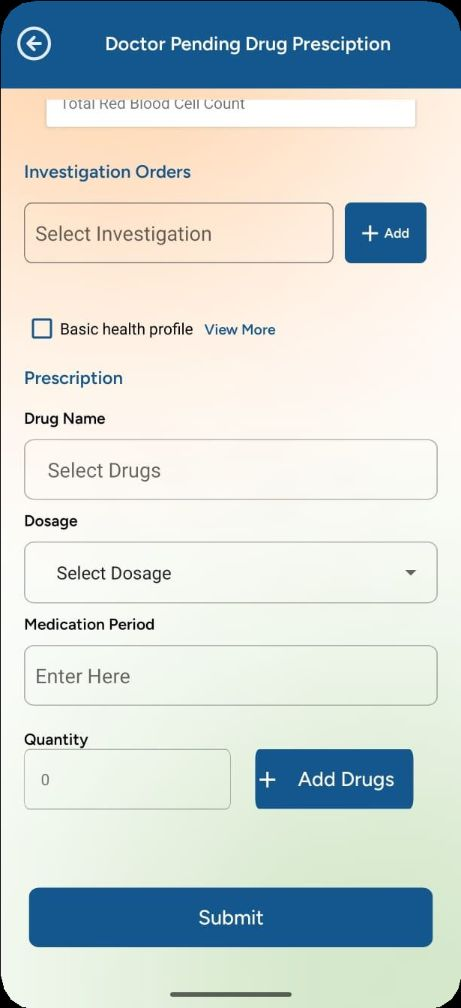 Doctor Pending Drug Presciption
Total Red Blood Cell Count
Investigation Orders
Select Investigation
+ Add
Basic health profile View More
Prescription
Drug Name
Select Drugs
Dosage
Select Dosage
Medication Period
Enter Here
Quantity
0
+ Add Drugs
Submit